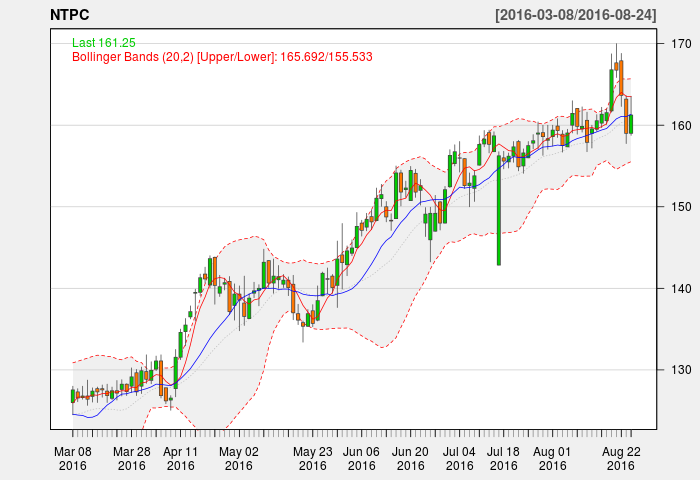 NTPC [2016-03-08/2016-08-24]
Last 161.25
Bollinger Bands (20,2) [Upper/Lower]: 165.692/155.533
170
160
150
140
130
Mar 08 Mar 28 Apr 11 May 02 May 23 Jun 06 Jun 20 Jul 04 Jul 18 Aug 01 Aug 22
2016 2016 2016 2016 2016 2016 2016 2016 2016 2016 2016